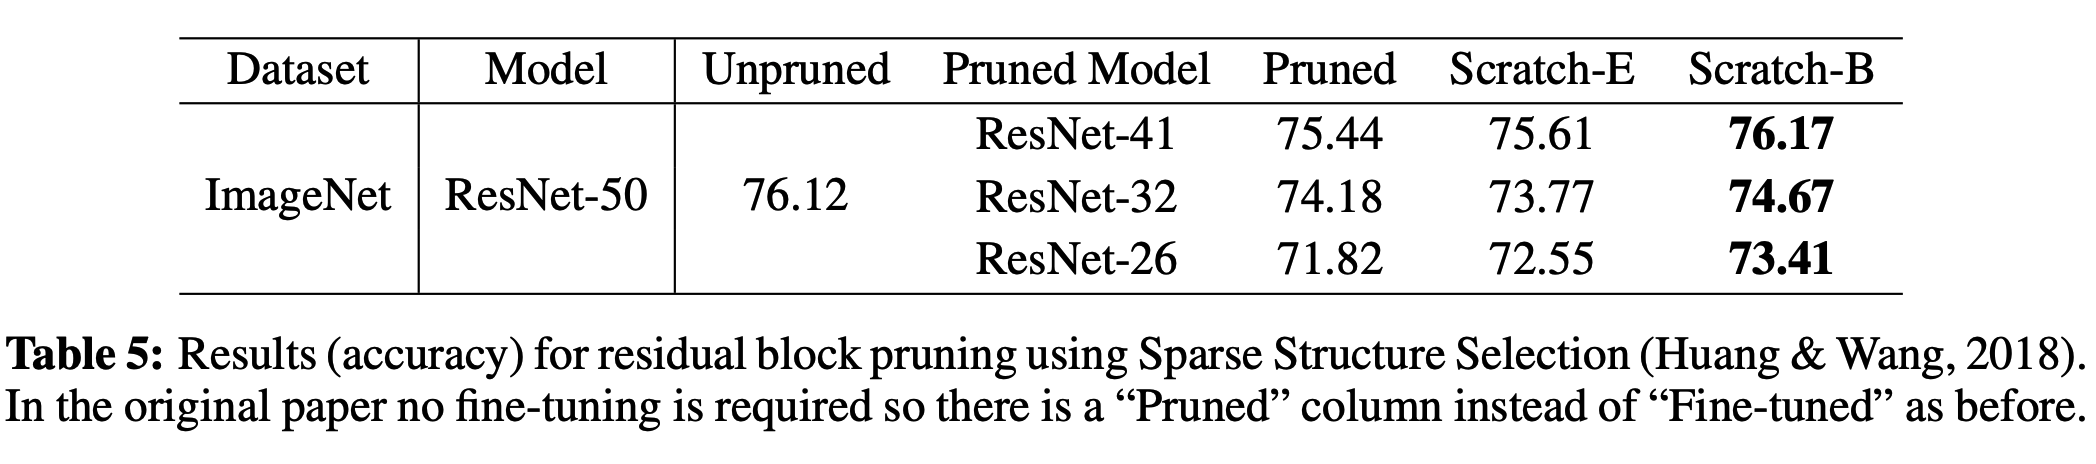 Dataset Model Unpruned Pruned Model Pruned Scratch-E Scratch-B
ResNet-41 75.44 75.61 76.17
ImageNet ResNet-50 76.12 ResNet-32 74.18 73.77 74.67
ResNet-26 71.82 72.55 73.41
Table 5: Results (accuracy) for residual block pruning using Sparse Structure Selection (Huang & Wang, 2018).
In the original paper no fine-tuning is required so there is a “Pruned” column instead of “Fine-tuned” as before.